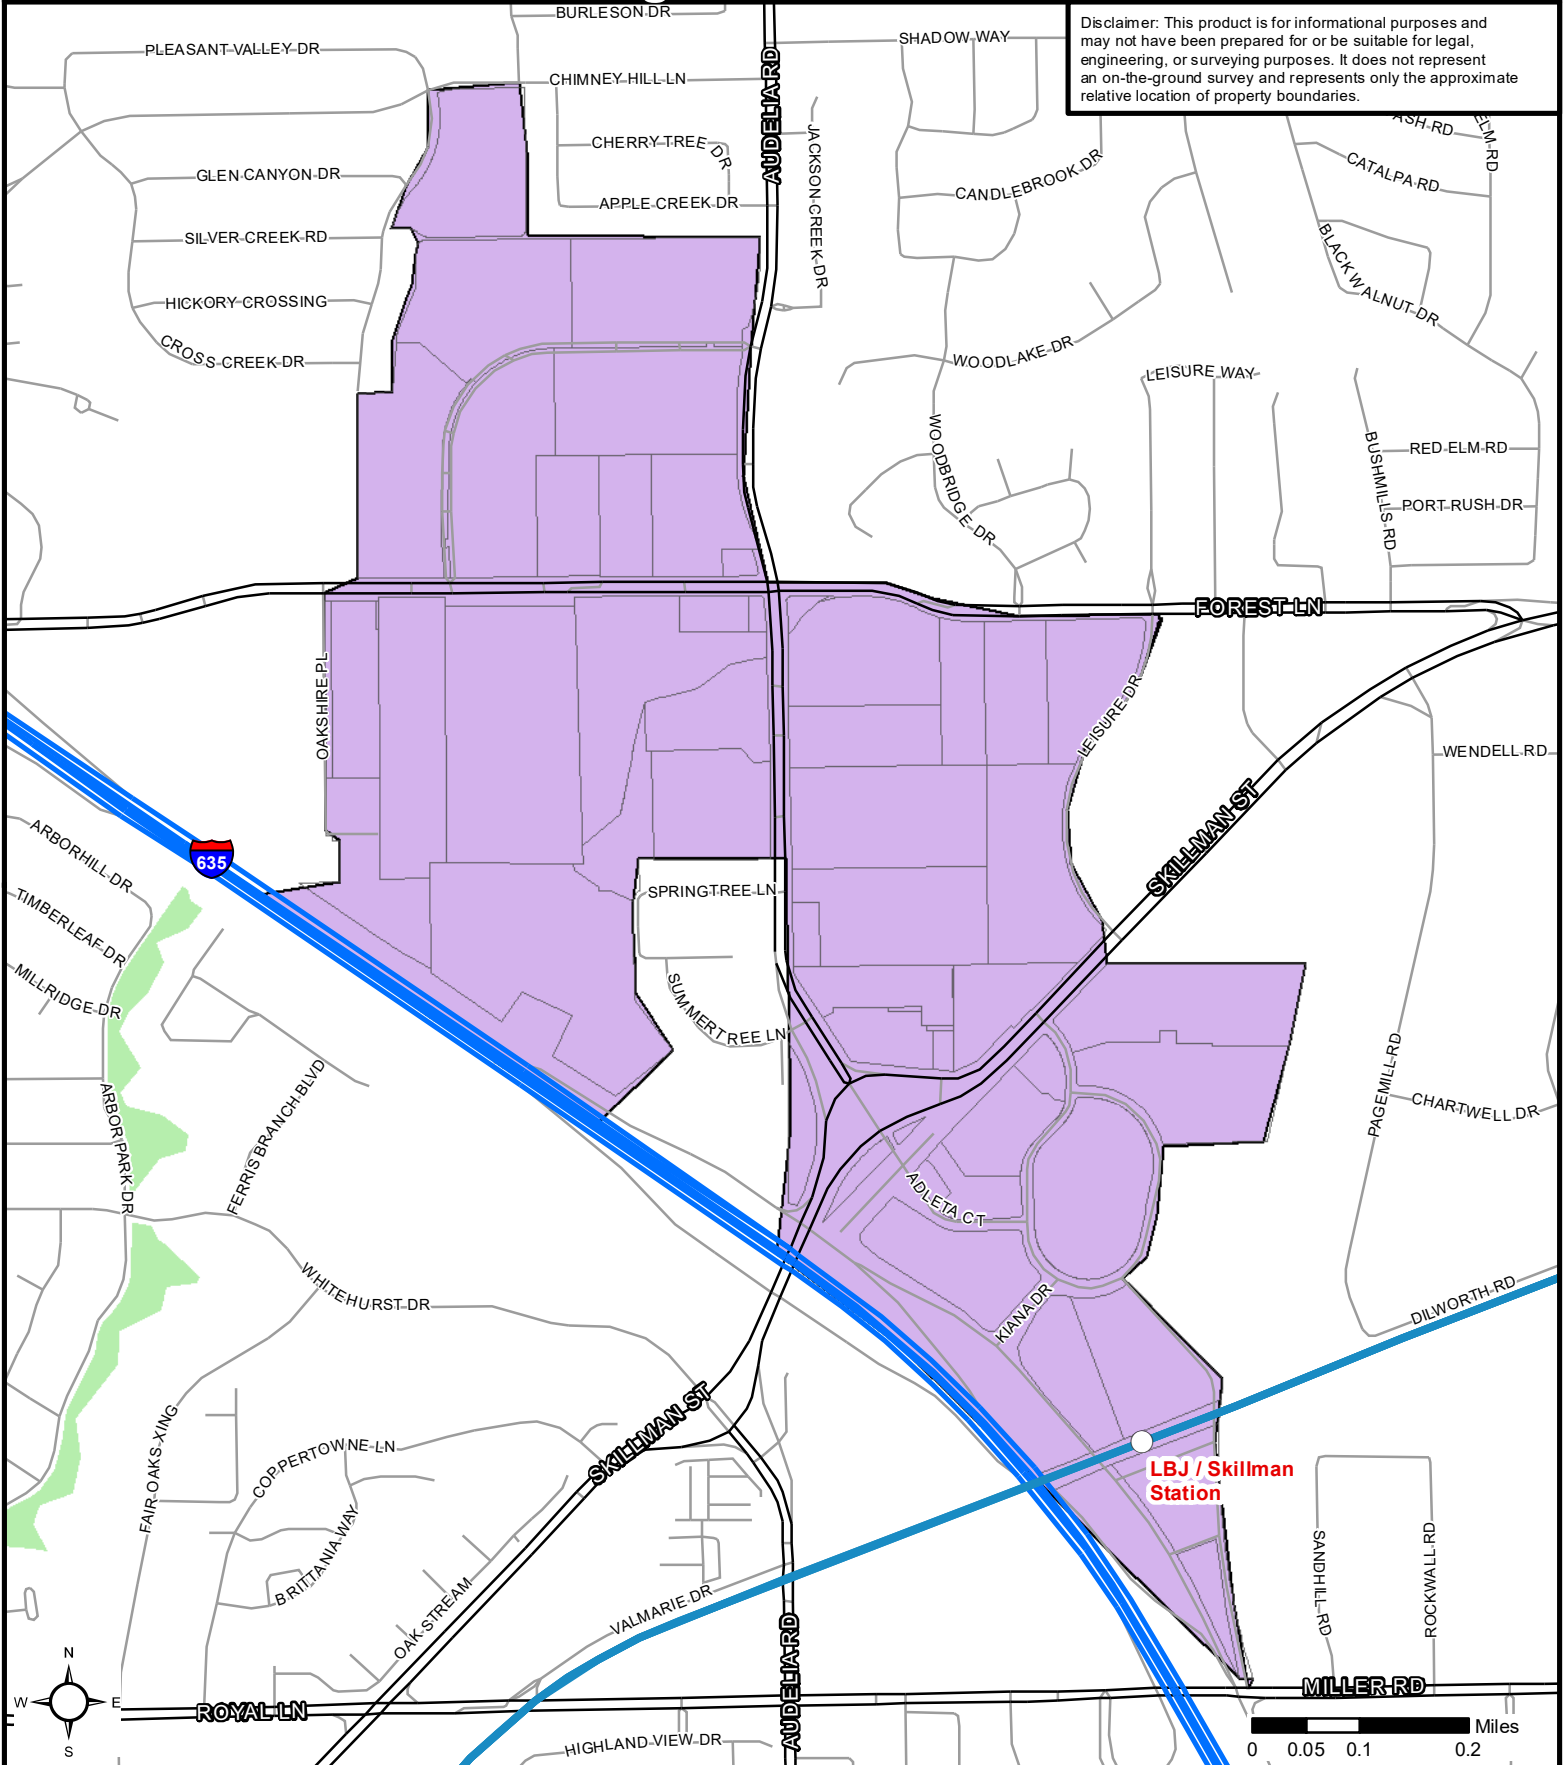 BURLESON DR
Disclaimer: This product is for informational purposes and
may not have been prepared for or be suitable for legal,
engineering, or surveying purposes. It does not represent
an on-the-ground survey and represents only the approximate
relative location of property boundaries.
PLEASANT VALLEY DR
SHADOW WAY
CHIMNEY HILL LN
AUDELIA RD
CHERRY TREE DR
JACKSON CREEK DR
ELM RD
CATALPA RD
CANDLEBROOK DR
GLEN CANYON DR
APPLE CREEK DR
SILVER CREEK RD
BLACK WALNUT DR
HICKORY CROSSING
CROSS CREEK DR
WOODLAKE DR
LEISURE WAY
WOODBRIDGE DR
BUSHMILLS RD
RED ELM RD
PORT RUSH DR
FOREST LN
OAKSHIRE PL
LEISURE DR
WENDELL RD
SKILLMAN ST
635
ARBORHILL DR
TIMBERLEAF DR
MILLRIDGE DR
SPRINGTREE LN
SUMMERTREE LN
ARBOR PARK DR
FERRIS BRANCH BLVD
PAGEMILL RD
CHARTWELL DR
ADLETA CT
WHITEHURST DR
KIANA DR
DILWORTH RD
SKILLMAN ST
FAIR OAKS XING
COPPERTOWNE LN
LBJ / Skillman
Station
BRITTANIA WAY
OAK STREAM
VALMARIE DR
SANDHILL RD
ROCKWALL RD
AUDELIA RD
N
W
E
S
ROYAL LN
MILLER RD
HIGHLAND VIEW DR
Miles
0 0.05 0.1 0.2